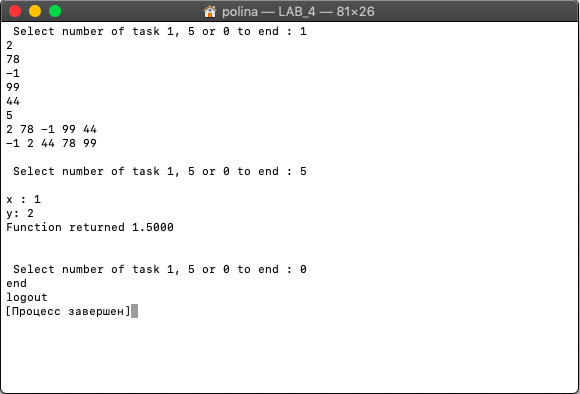 polina — LAB_4 — 81×26
Select number of task 1, 5 or 0 to end : 1
2
78
-1
99
44
5
2 78 -1 99 44
-1 2 44 78 99
Select number of task 1, 5 or 0 to end : 5
x : 1
y: 2
Function returned 1.5000
Select number of task 1, 5 or 0 to end : 0
end
logout
[Процесс завершен]